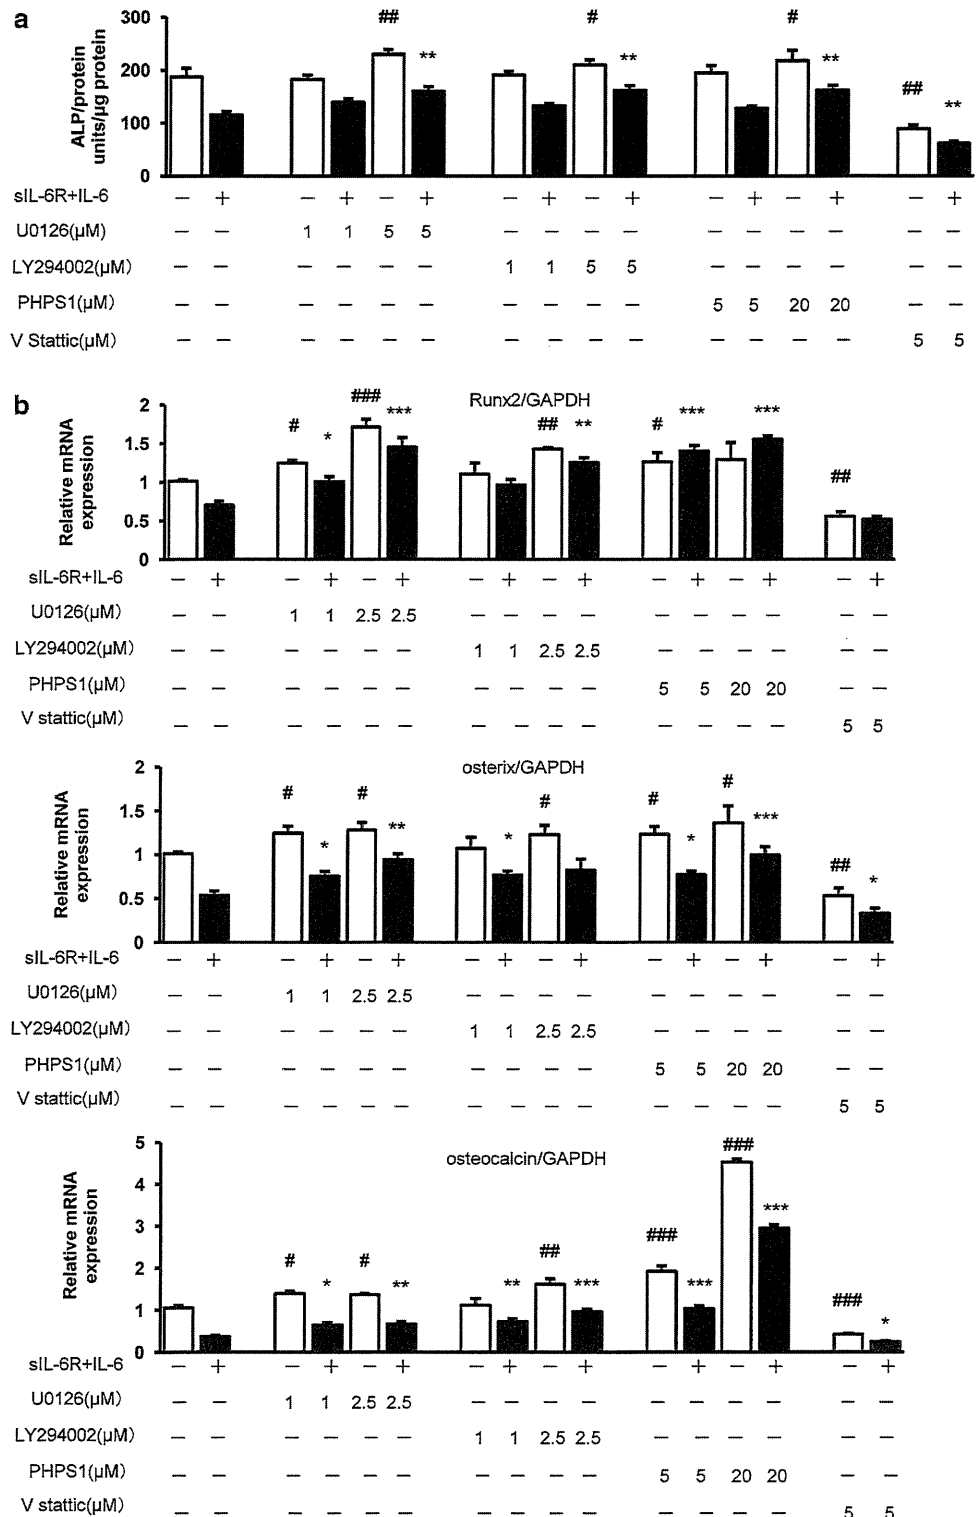 a
300
200
100
0
ALP/protein
units/µg protein
## ** # ** # ** ## **
sIL-6R+IL-6 – + – + – + – + – + – + – + – +
U0126(µM) – – 1 1 5 5 – – – – – – – – – –
LY294002(µM) – – – – – – 1 1 5 5 – – – – – –
PHPS1(µM) – – – – – – – – – – 5 5 20 20 – –
V Stattic(µM) – – – – – – – – – – – – – – 5 5
b
Runx2/GAPDH
2
1.5
1
0.5
0
Relative mRNA
expression
# * ### *** ## ** # *** *** ##
sIL-6R+IL-6 – + – + – + – + – + – + – + – +
U0126(µM) – – 1 1 2.5 2.5 – – – – – – – – – –
LY294002(µM) – – – – – – 1 1 2.5 2.5 – – – – – –
PHPS1(µM) – – – – – – – – – – 5 5 20 20 – –
V stattic(µM) – – – – – – – – – – – – – – 5 5
osterix/GAPDH
2
1.5
1
0.5
0
Relative mRNA
expression
# * # ** * # # * # *** ## *
sIL-6R+IL-6 – + – + – + – + – + – + – + – +
U0126(µM) – – 1 1 2.5 2.5 – – – – – – – – – –
LY294002(µM) – – – – – – 1 1 2.5 2.5 – – – – – –
PHPS1(µM) – – – – – – – – – – 5 5 20 20 – –
V stattic(µM) – – – – – – – – – – – – – – 5 5
osteocalcin/GAPDH
5
4
3
2
1
0
Relative mRNA
expression
# * # ** ** ## *** ### *** ### *** ### *
sIL-6R+IL-6 – + – + – + – + – + – + – + – +
U0126(µM) – – 1 1 2.5 2.5 – – – – – – – – – –
LY294002(µM) – – – – – – 1 1 2.5 2.5 – – – – – –
PHPS1(µM) – – – – – – – – – – 5 5 20 20 – –
V stattic(µM) – – – – – – – – – – – – – – 5 5